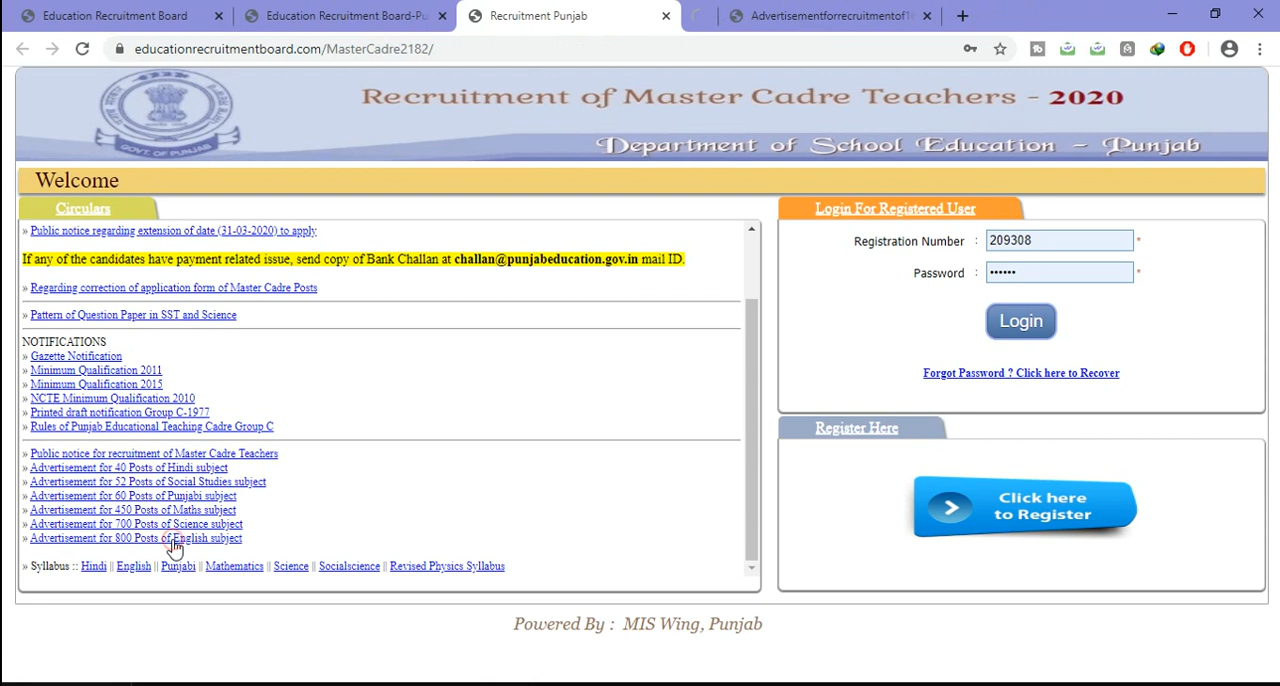 Education Recruitment Board
Education Recruitment Board-Pu
Recruitment Punjab
Advertisementforrecruitmentof
educationrecruitmentboard.com/MasterCadre2182/
Recruitment of Master Cadre Teachers - 2020
Department of School Education - Punjab
Welcome
Circulars
» Public notice regarding extension of date (31-03-2020) to apply
If any of the candidates have payment related issue, send copy of Bank Challan at challan@punjabeducation.gov.in mail ID.
» Regarding correction of application form of Master Cadre Posts
» Pattern of Question Paper in SST and Science
NOTIFICATIONS
» Gazette Notification
» Minimum Qualification 2011
» Minimum Qualification 2015
» NCTE Minimum Qualification 2010
» Printed draft notification Group C-1977
» Rules of Punjab Educational Teaching Cadre Group C
» Public notice for recruitment of Master Cadre Teachers
» Advertisement for 40 Posts of Hindi subject
» Advertisement for 52 Posts of Social Studies subject
» Advertisement for 60 Posts of Punjabi subject
» Advertisement for 450 Posts of Maths subject
» Advertisement for 700 Posts of Science subject
» Advertisement for 800 Posts of English subject
» Syllabus :: Hindi || English || Punjabi || Mathematics || Science || Socialscience || Revised Physics Syllabus
Login For Registered User
Registration Number : 209308 *
Password : •••••• *
Login
Forgot Password ? Click here to Recover
Register Here
Click here
to Register
Powered By : MIS Wing, Punjab